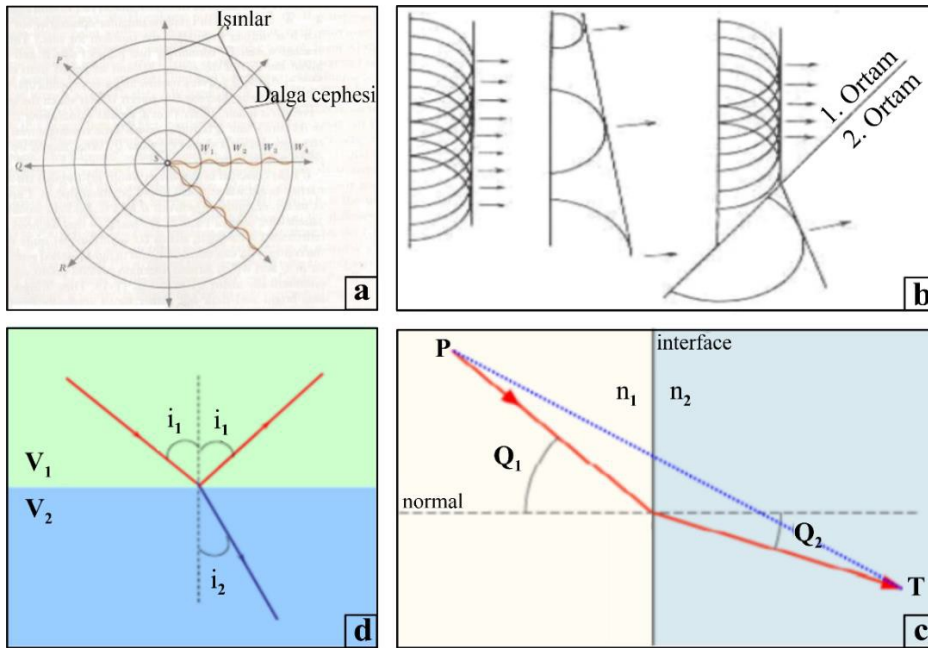 Işınlar
Dalga cephesi
P
Q
S
R
W₁
W₂
W₃
W₄
a
1. Ortam
2. Ortam
b
i₁
i₁
V₁
V₂
i₂
d
P
interface
n₁
n₂
Q₁
normal
Q₂
T
c